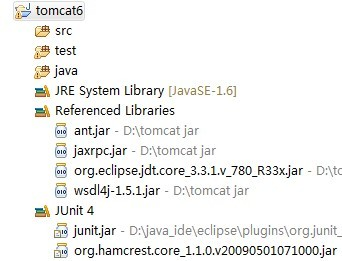 tomcat6
src
test
java
JRE System Library [JavaSE-1.6]
Referenced Libraries
ant.jar - D:\tomcat jar
jaxrpc.jar - D:\tomcat jar
org.eclipse.jdt.core_3.3.1.v_780_R33x.jar - D:\to
wsdl4j-1.5.1.jar - D:\tomcat jar
JUnit 4
junit.jar - D:\java_ide\eclipse\plugins\org.junit_
org.hamcrest.core_1.1.0.v20090501071000.jar